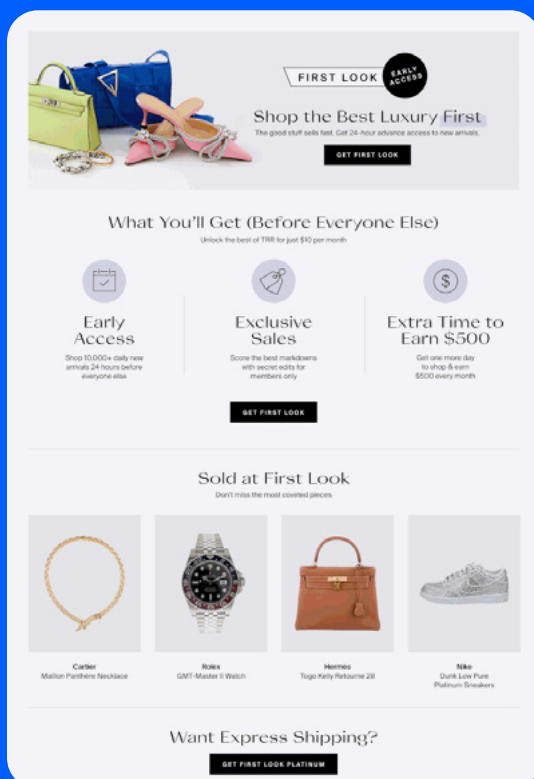 FIRST LOOK
EARLY
ACCESS
Shop the Best Luxury First
The good stuff sells fast. Get 24-hour advance access to new arrivals.
GET FIRST LOOK
What You'll Get (Before Everyone Else)
Unlock the best of TRR for just $10 per month
Early
Access
Shop 10,000+ daily new
arrivals 24 hours before
everyone else
Exclusive
Sales
Score the best markdowns
with secret edits for
members only
$
Extra Time to
Earn $500
Get one more day
to shop & earn
$500 every month
GET FIRST LOOK
Sold at First Look
Don't miss the most coveted pieces
Cartier
Maillon Panthère Necklace
Rolex
GMT-Master II Watch
Hermès
Togo Kelly Retourne 28
Nike
Dunk Low Pure
Platinum Sneakers
Want Express Shipping?
GET FIRST LOOK PLATINUM